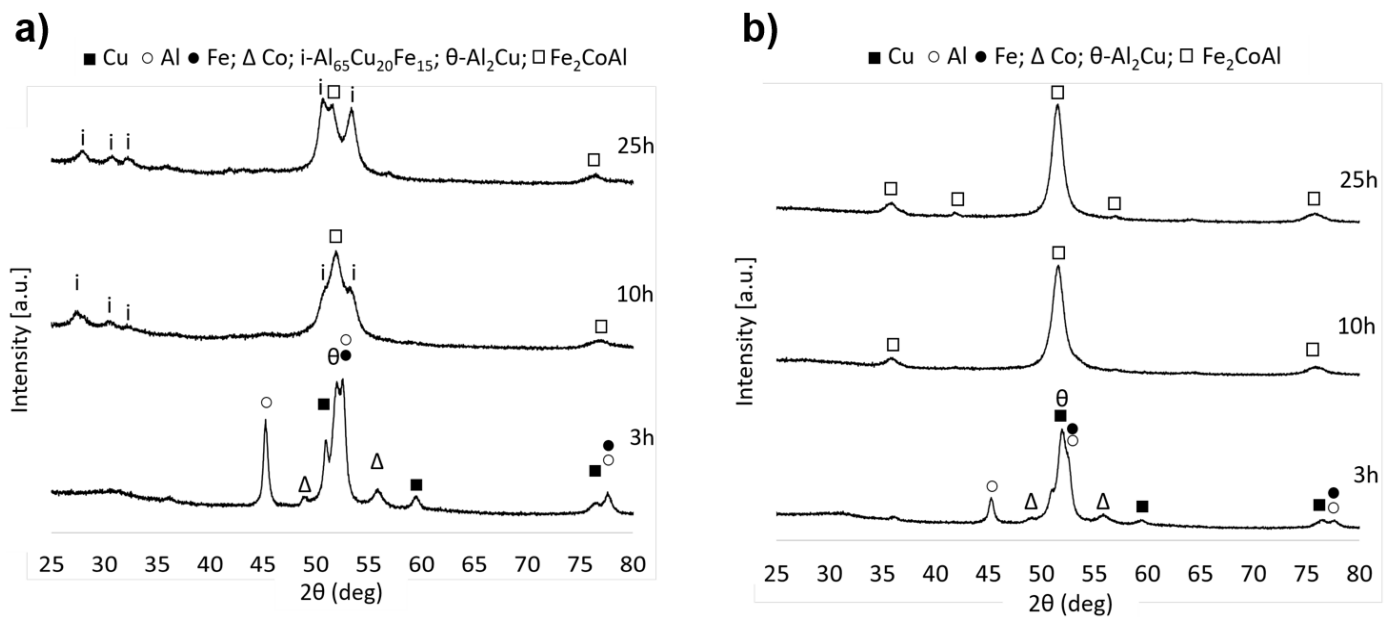 a)
■ Cu ○ Al ● Fe; Δ Co; i-Al65Cu20Fe15; θ-Al2Cu; □ Fe2CoAl
i □ i
i i i
25h
□
□
i i
i i i
10h
□
○
θ ●
○
■
3h
●
Δ
Δ
■
■ ○
Intensity [a.u.]
25 30 35 40 45 50 55 60 65 70 75 80
2θ (deg)
b)
■ Cu ○ Al ● Fe; Δ Co; θ-Al2Cu; □ Fe2CoAl
□
25h
□ □ □ □
□
10h
□ □
θ
■
●
○
3h
○
Δ Δ ■ ■
●
○
Intensity [a.u.]
25 30 35 40 45 50 55 60 65 70 75 80
2θ (deg)